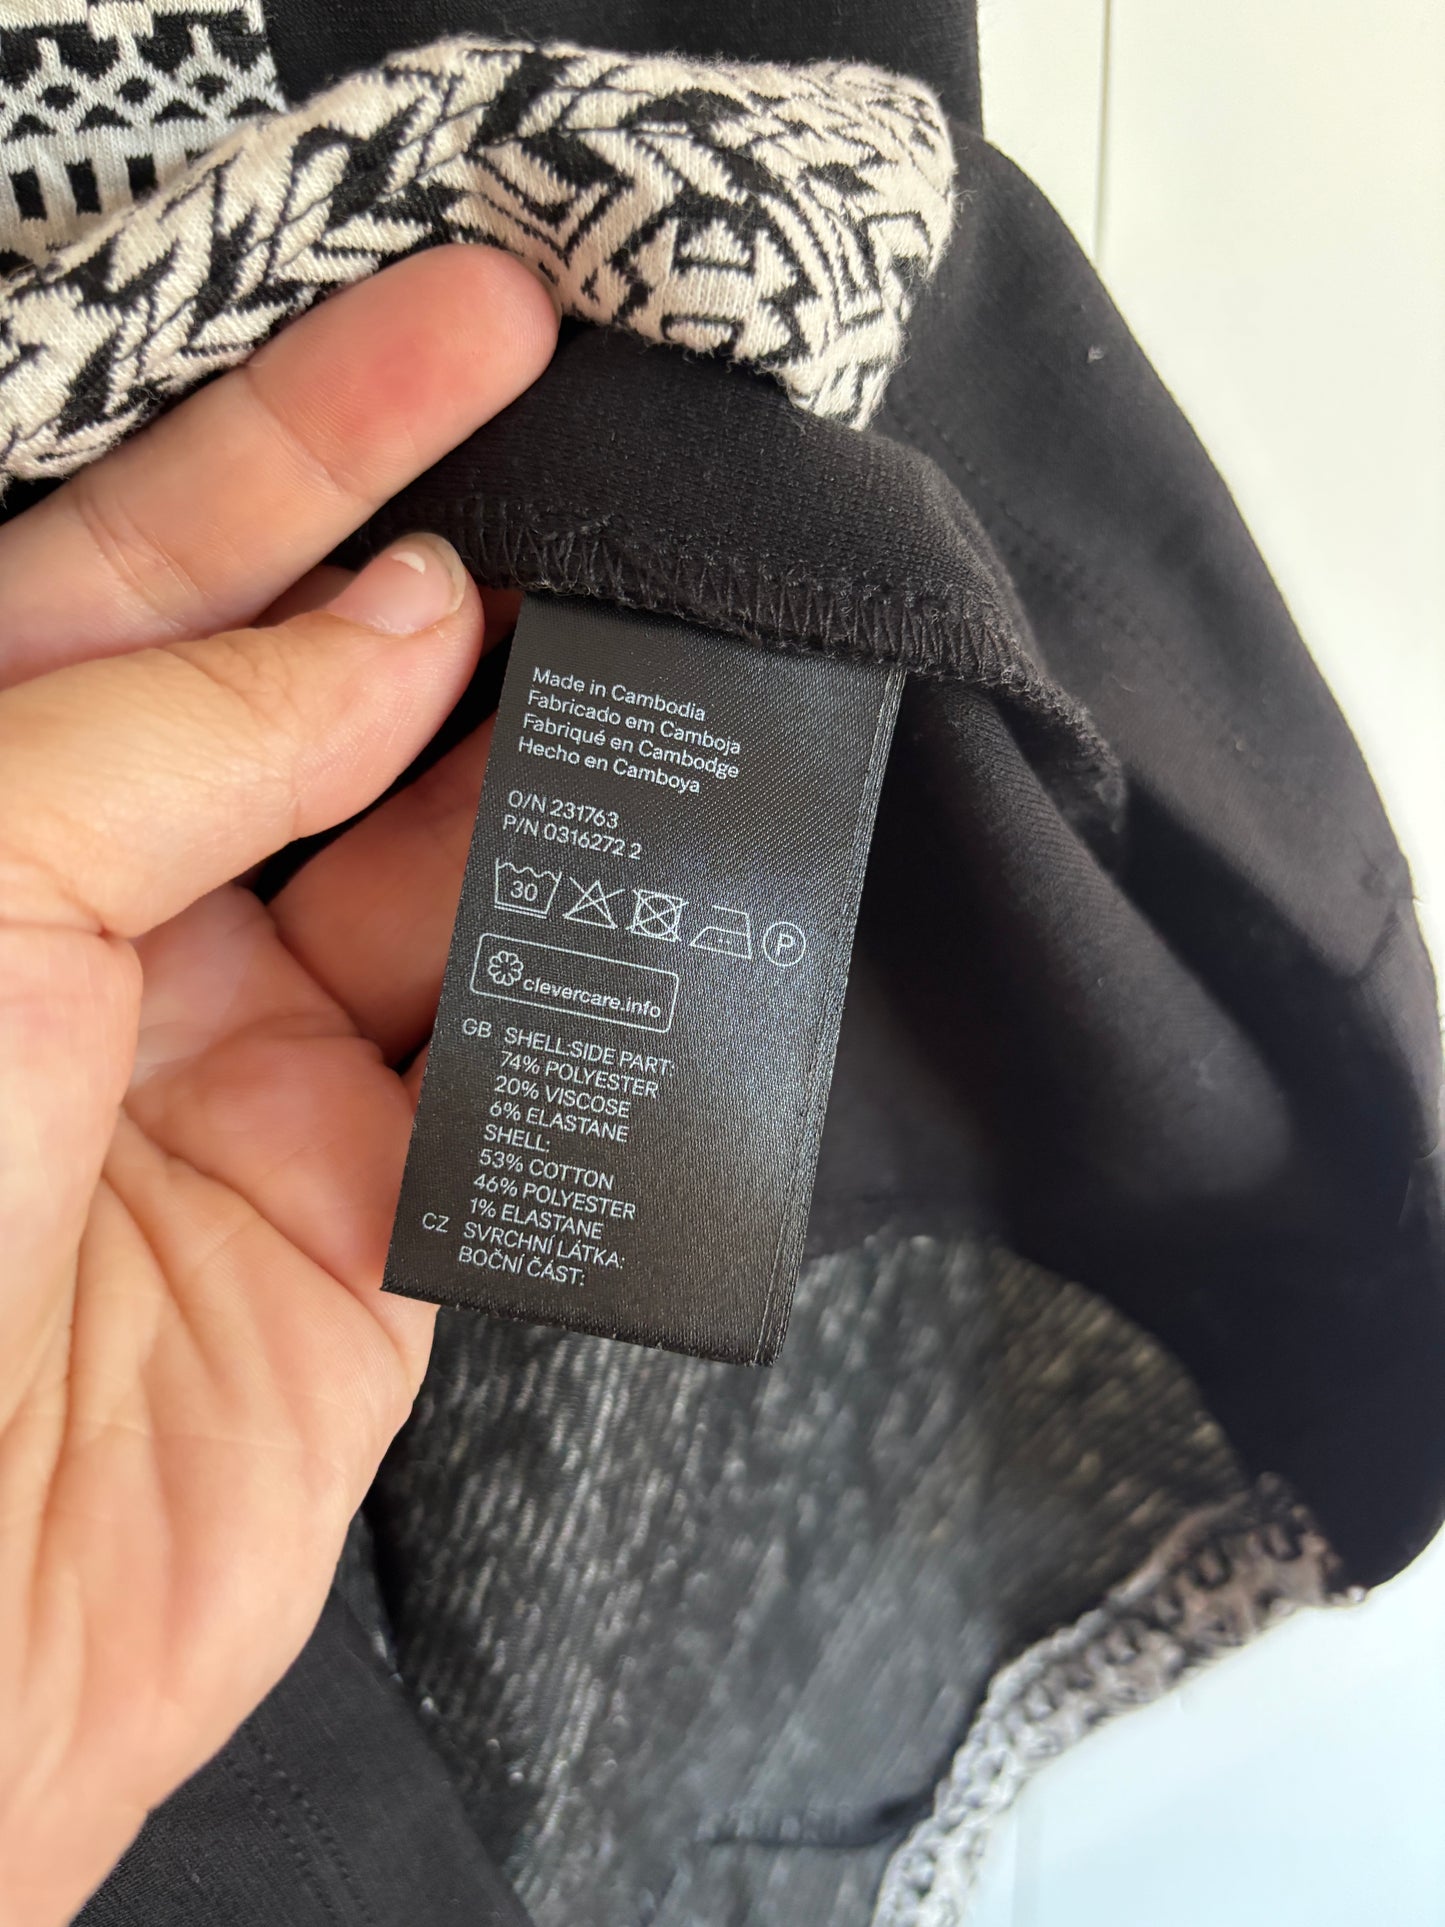 Made in Cambodia
Fabricado em Camboja
Fabriqué en Cambodge
Hecho en Camboya
O/N 231763
P/N 0316272 2
30
P
clevercare.info
GB SHELL.SIDE PART:
74% POLYESTER
20% VISCOSE
6% ELASTANE
SHELL:
53% COTTON
46% POLYESTER
1% ELASTANE
CZ SVRCHNÍ LÁTKA:
BOČNÍ ČÁST: